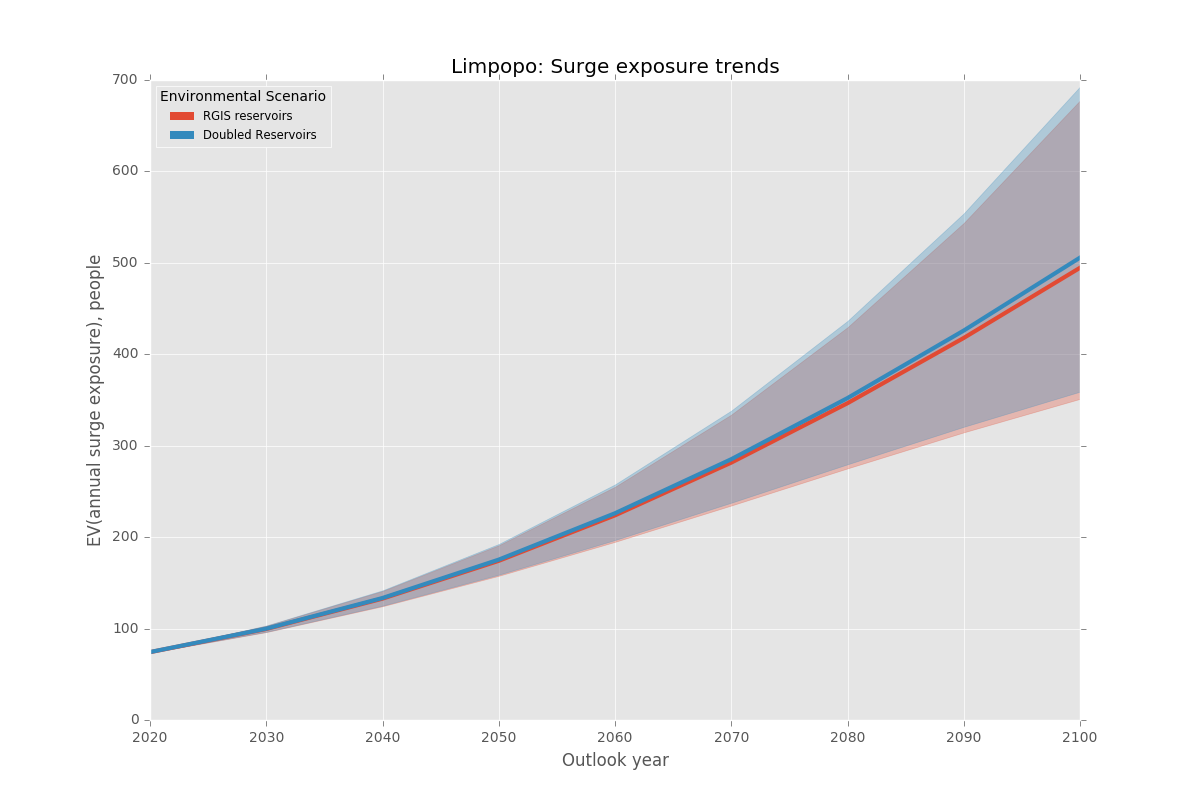 Limpopo: Surge exposure trends
700
600
500
400
300
200
100
0
EV(annual surge exposure), people
Environmental Scenario
RGIS reservoirs
Doubled Reservoirs
2020 2030 2040 2050 2060 2070 2080 2090 2100
Outlook year